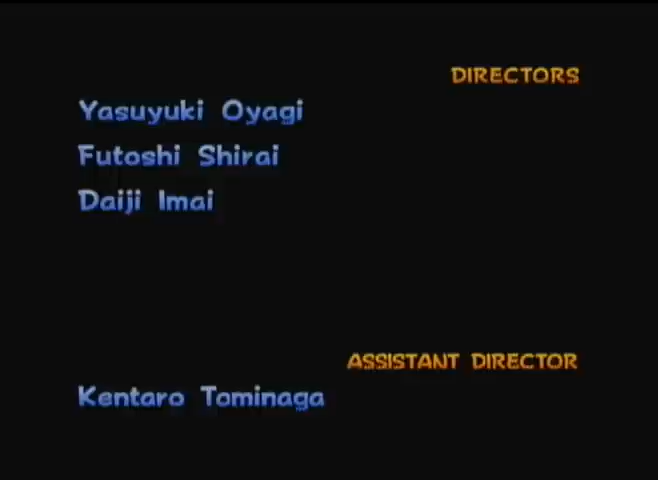 DIRECTORS
Yasuyuki Oyagi
Futoshi Shirai
Daiji Imai
ASSISTANT DIRECTOR
Kentaro Tominaga